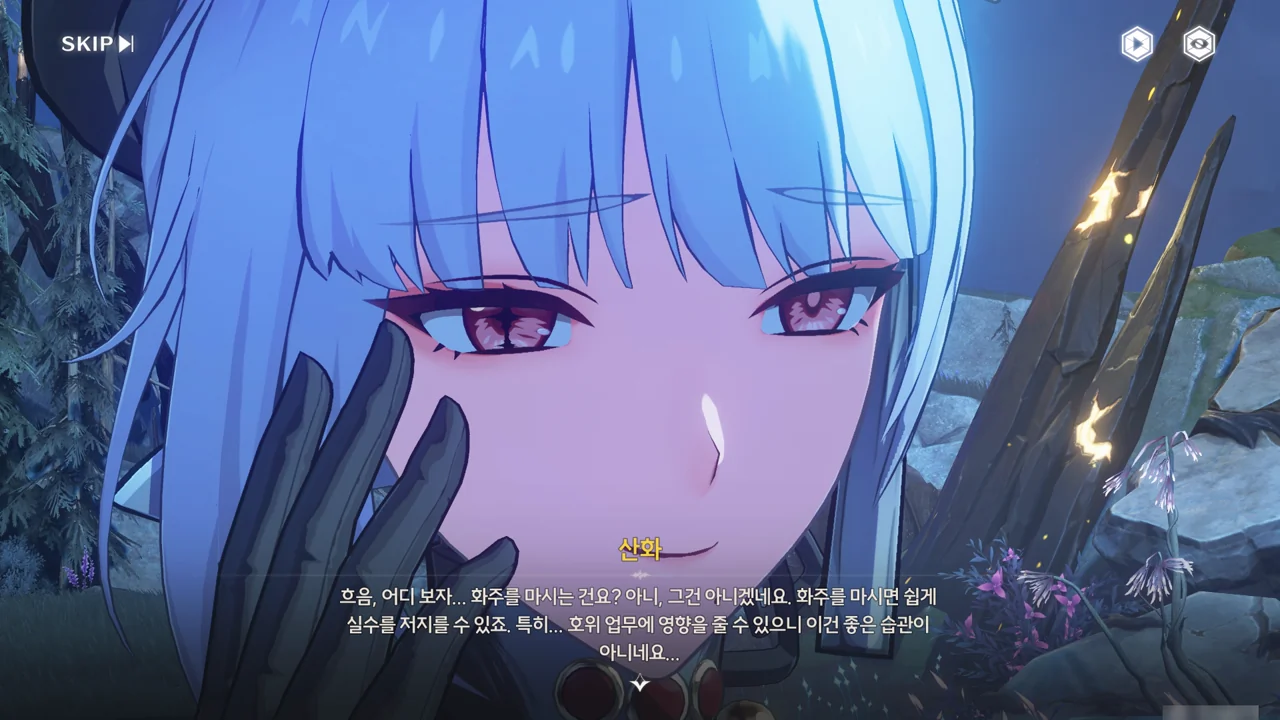 SKIP
산화
흐음, 어디 보자... 화주를 마시는 건요? 아니, 그건 아니겠네요. 화주를 마시면 쉽게
실수를 저지를 수 있죠. 특히... 호위 업무에 영향을 줄 수 있으니 이건 좋은 습관이
아니네요...